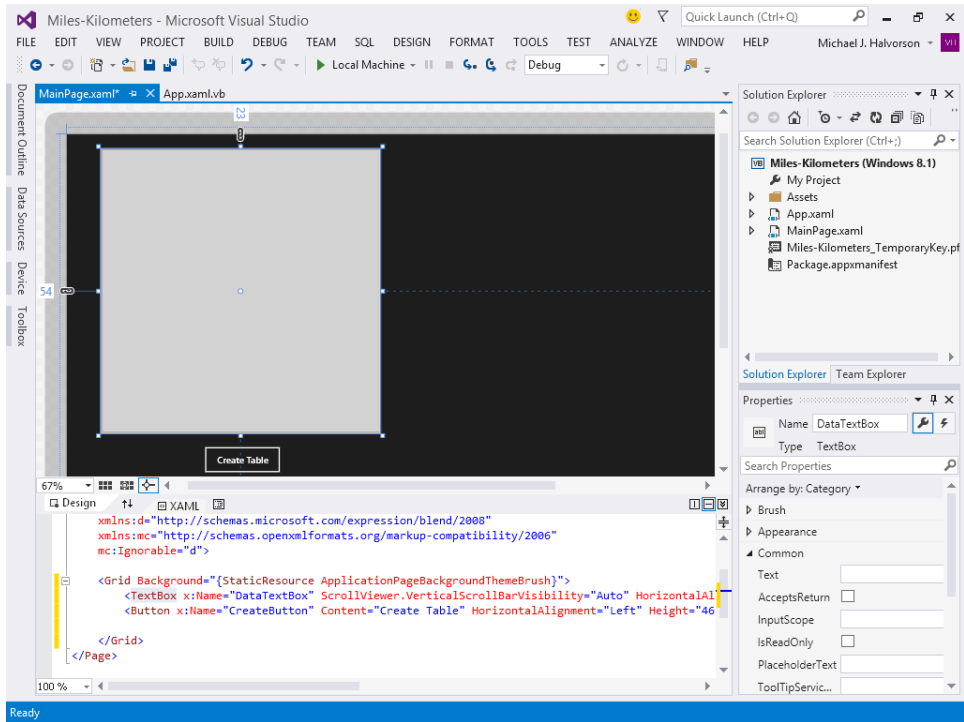 Miles-Kilometers - Microsoft Visual Studio
Quick Launch (Ctrl+Q)
FILE EDIT VIEW PROJECT BUILD DEBUG TEAM SQL DESIGN FORMAT TOOLS TEST ANALYZE WINDOW HELP
Michael J. Halvorson
Local Machine
Debug
Document Outline
Data Sources
Device
Toolbox
MainPage.xaml*
App.xaml.vb
23
54
Create Table
67%
Design
XAML
xmlns:d="http://schemas.microsoft.com/expression/blend/2008"
xmlns:mc="http://schemas.openxmlformats.org/markup-compatibility/2006"
mc:Ignorable="d">
<Grid Background="{StaticResource ApplicationPageBackgroundThemeBrush}">
<TextBox x:Name="DataTextBox" ScrollViewer.VerticalScrollBarVisibility="Auto" HorizontalAl
<Button x:Name="CreateButton" Content="Create Table" HorizontalAlignment="Left" Height="46
</Grid>
</Page>
100 %
Solution Explorer
Search Solution Explorer (Ctrl+;)
VB Miles-Kilometers (Windows 8.1)
My Project
Assets
App.xaml
MainPage.xaml
Miles-Kilometers_TemporaryKey.pf
Package.appxmanifest
Solution Explorer
Team Explorer
Properties
abl
Name DataTextBox
Type TextBox
Search Properties
Arrange by: Category
Brush
Appearance
Common
Text
AcceptsReturn
InputScope
IsReadOnly
PlaceholderText
ToolTipServic...
Ready